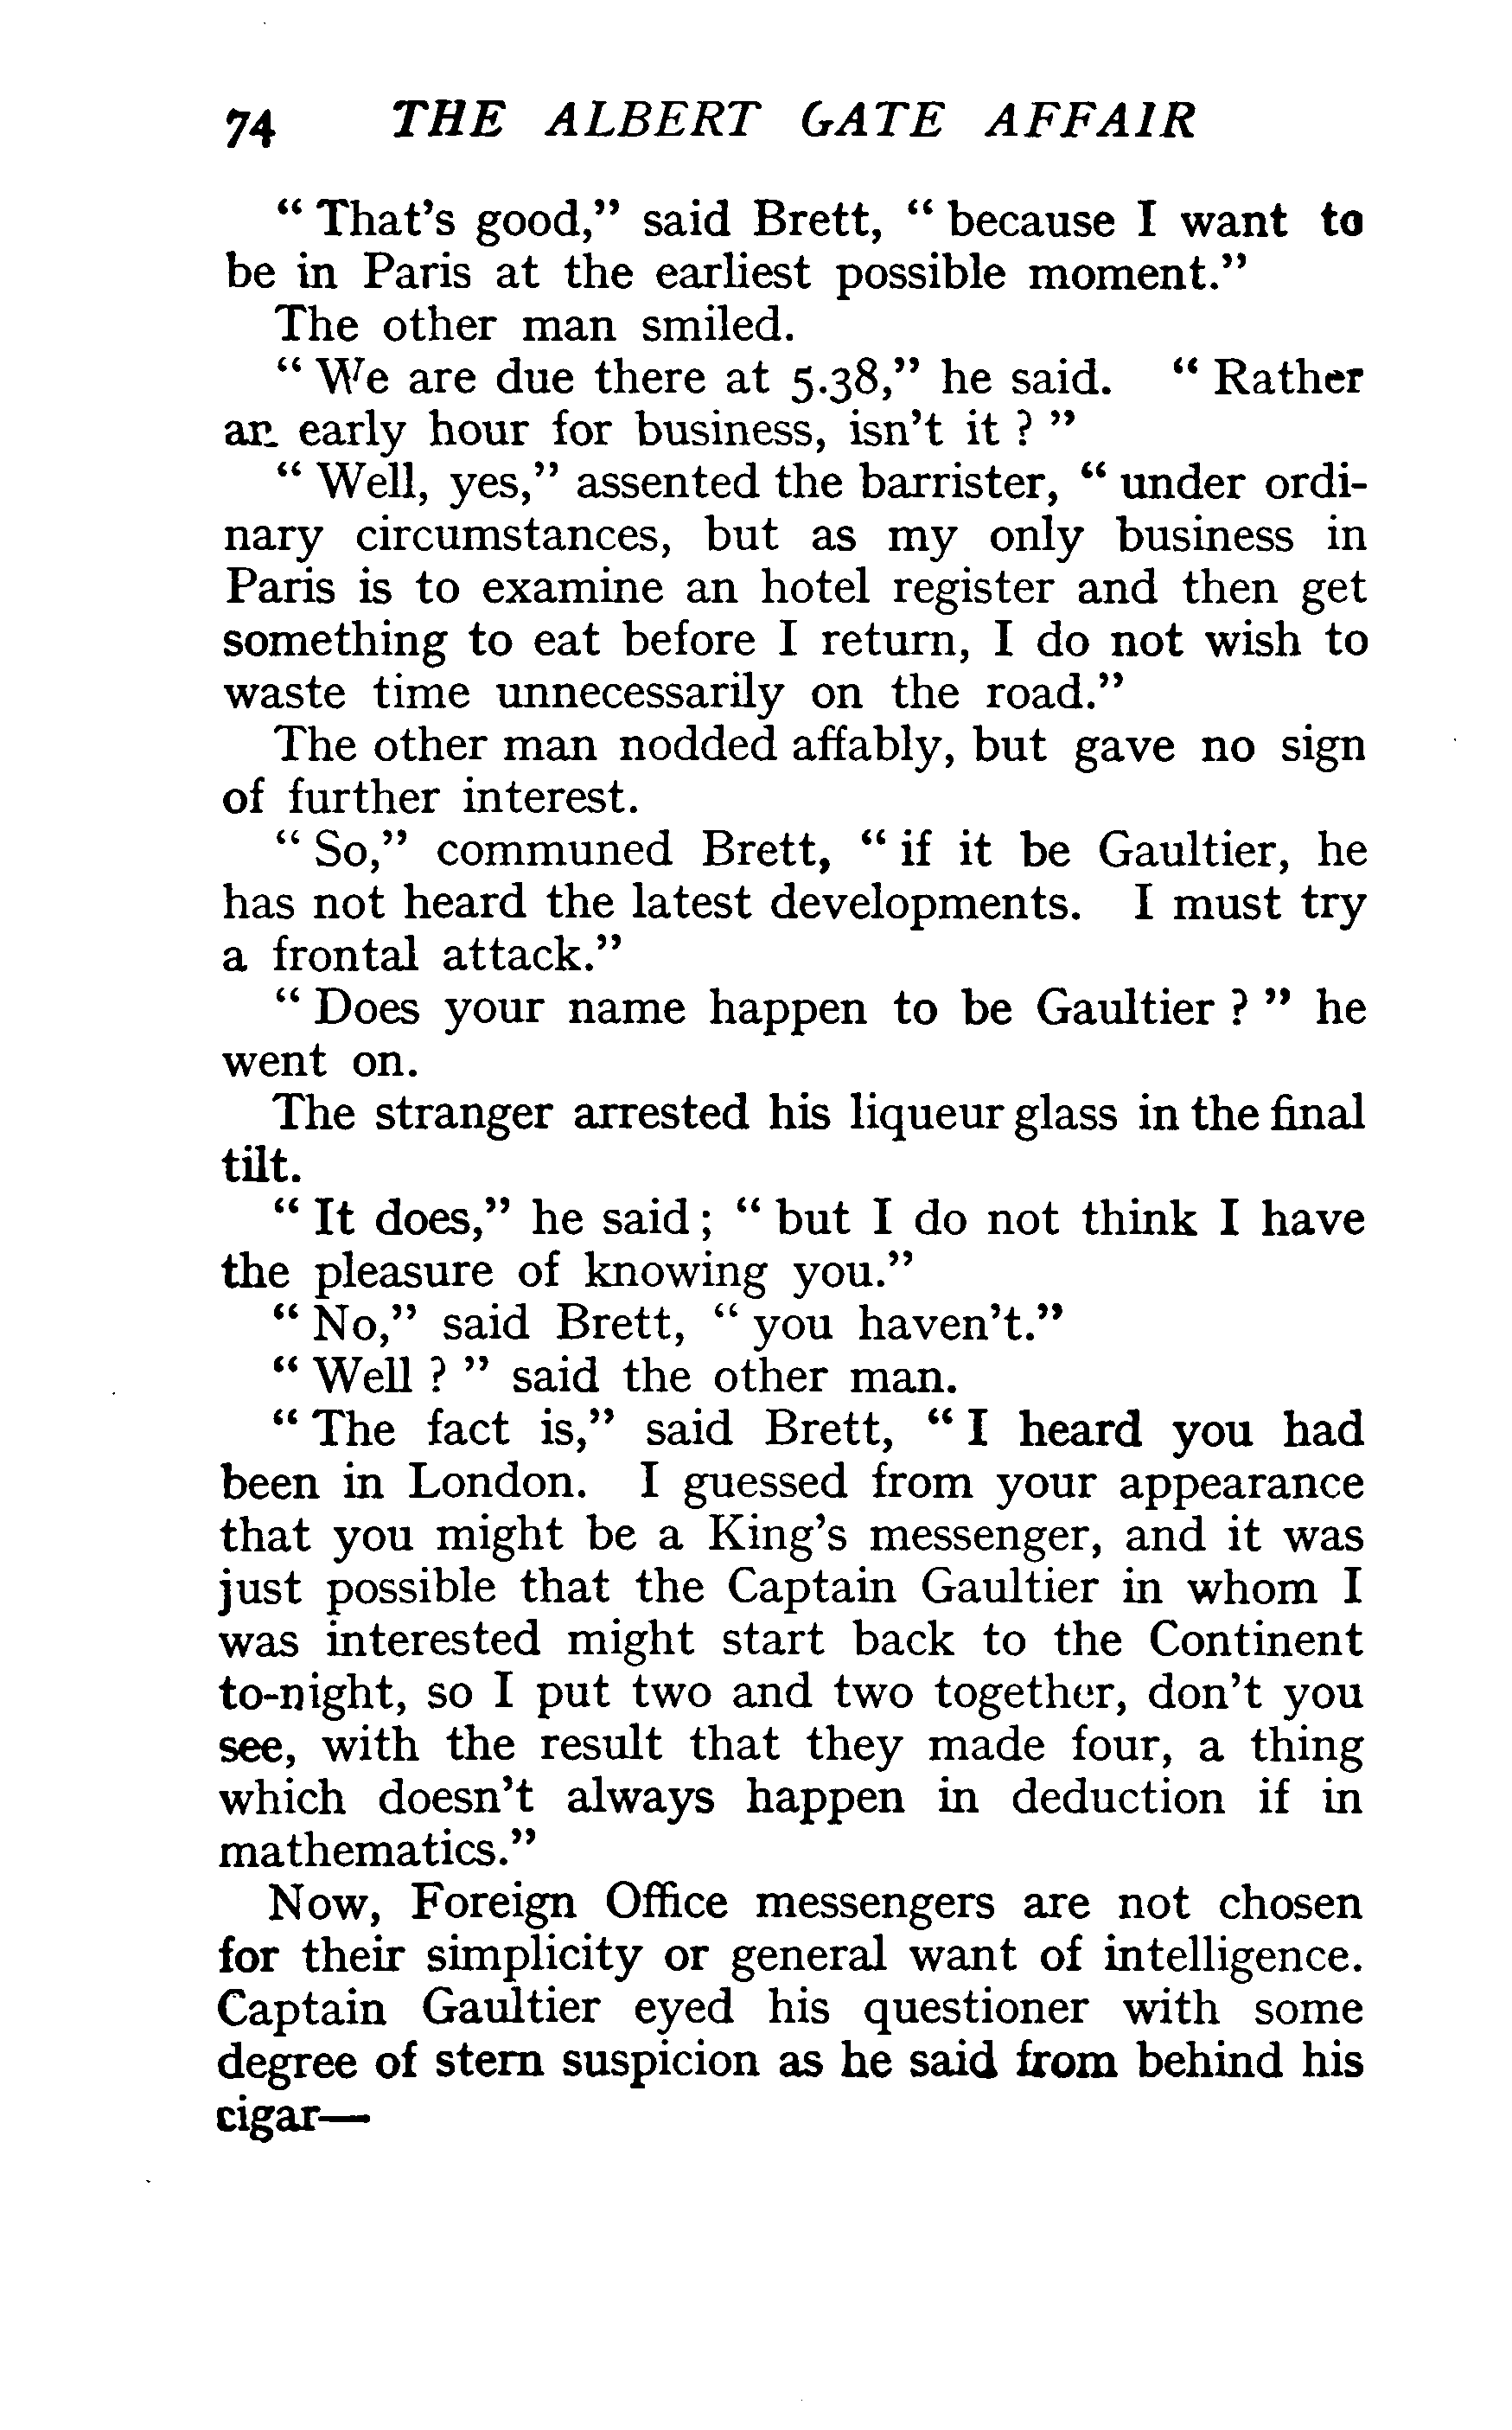 74 THE ALBERT GATE AFFAIR
“ That’s good,” said Brett, “ because I want to
be in Paris at the earliest possible moment.”
The other man smiled.
“ We are due there at 5.38,” he said. “ Rather
an early hour for business, isn’t it ? ”
“ Well, yes,” assented the barrister, “ under ordi-
nary circumstances, but as my only business in
Paris is to examine an hotel register and then get
something to eat before I return, I do not wish to
waste time unnecessarily on the road.”
The other man nodded affably, but gave no sign
of further interest.
“ So,” communed Brett, “ if it be Gaultier, he
has not heard the latest developments. I must try
a frontal attack.”
“ Does your name happen to be Gaultier ? ” he
went on.
The stranger arrested his liqueur glass in the final
tilt.
“ It does,” he said ; “ but I do not think I have
the pleasure of knowing you.”
“ No,” said Brett, “ you haven’t.”
“ Well ? ” said the other man.
“ The fact is,” said Brett, “ I heard you had
been in London. I guessed from your appearance
that you might be a King’s messenger, and it was
just possible that the Captain Gaultier in whom I
was interested might start back to the Continent
to-night, so I put two and two together, don’t you
see, with the result that they made four, a thing
which doesn’t always happen in deduction if in
mathematics.”
Now, Foreign Office messengers are not chosen
for their simplicity or general want of intelligence.
Captain Gaultier eyed his questioner with some
degree of stern suspicion as he said from behind his
cigar—